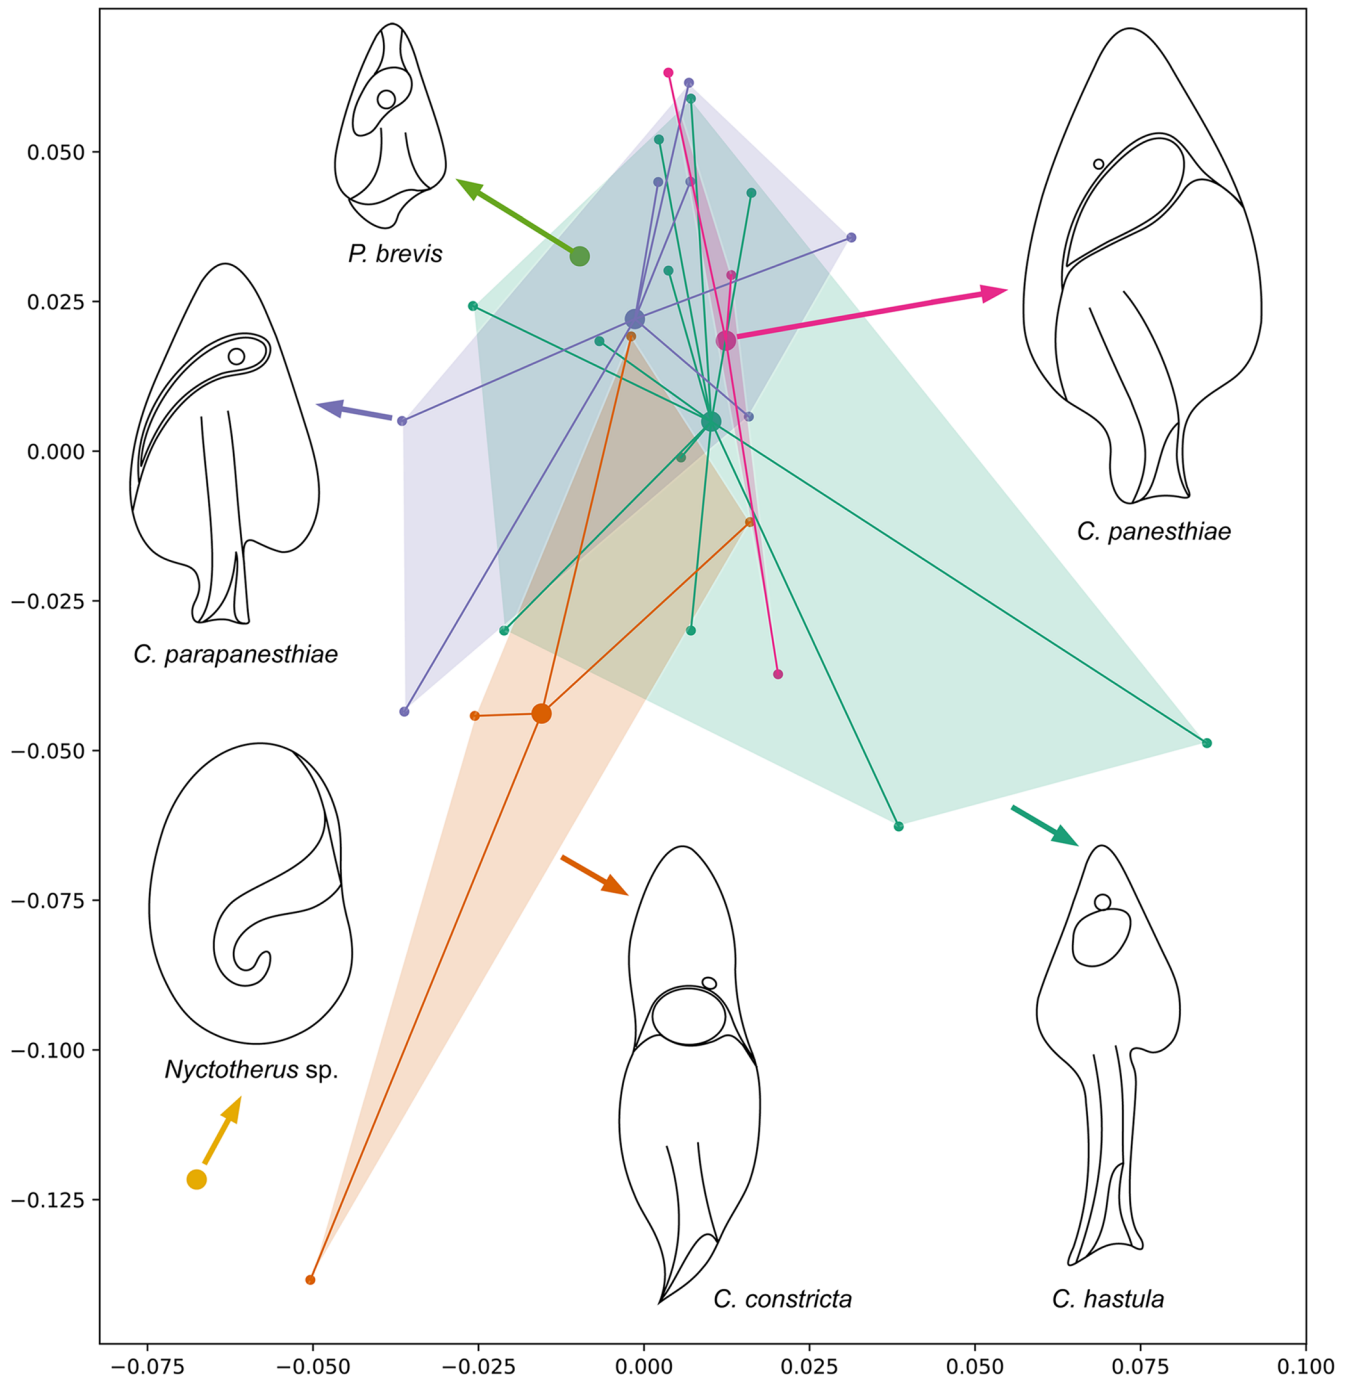 P. brevis
0.050
0.025
0.000
−0.025
−0.050
−0.075
−0.100
−0.125
C. panesthiae
C. parapanesthiae
Nyctotherus sp.
C. constricta
C. hastula
−0.075 −0.050 −0.025 0.000 0.025 0.050 0.075 0.100